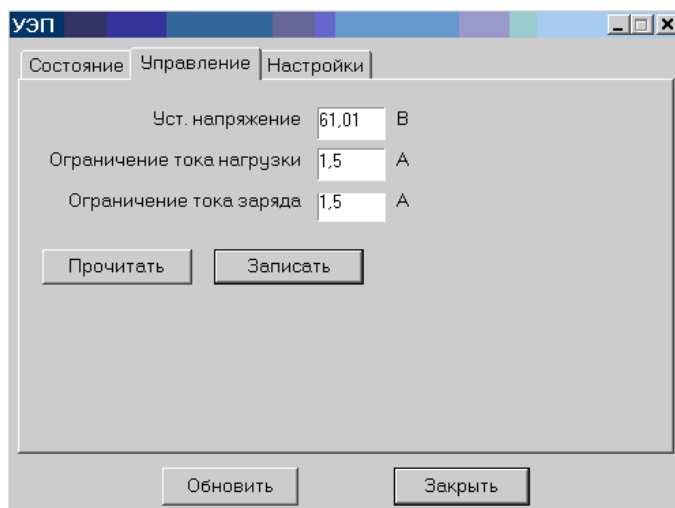 УЭП
Состояние Управление Настройки
Уст. напряжение 61,01 В
Ограничение тока нагрузки 1,5 А
Ограничение тока заряда 1,5 А
Прочитать Записать
Обновить Закрыть